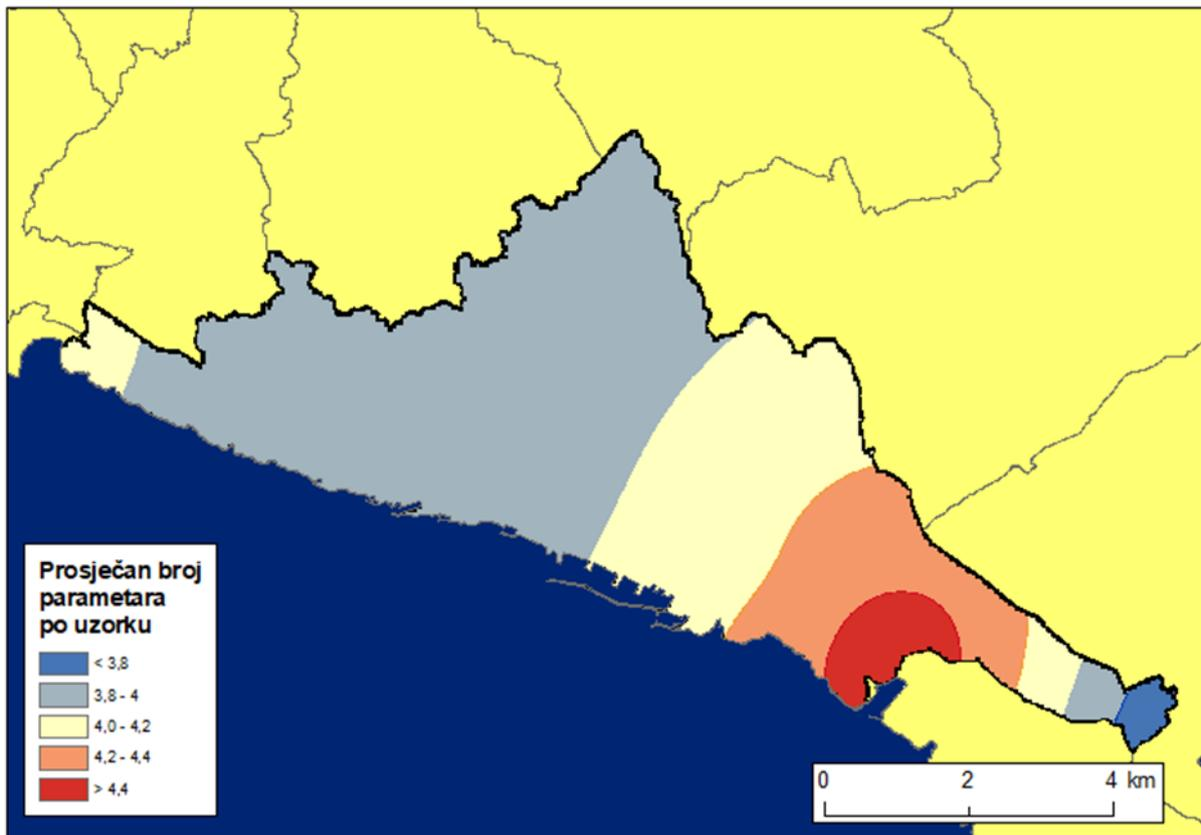 Prosječan broj
parametara
po uzorku
< 3,8
3,8 - 4
4,0 - 4,2
4,2 - 4,4
> 4,4
0 2 4 km